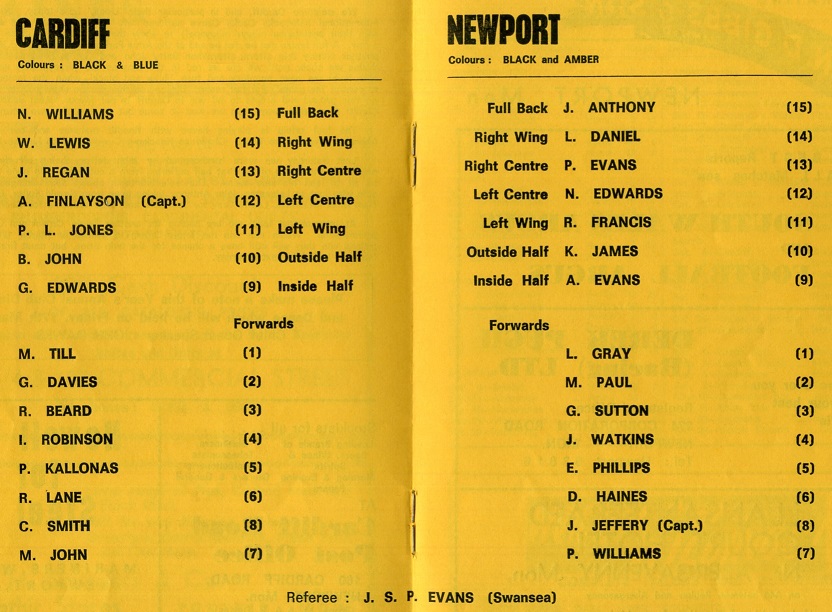 CARDIFF
Colours : BLACK & BLUE
N. WILLIAMS (15) Full Back
W. LEWIS (14) Right Wing
J. REGAN (13) Right Centre
A. FINLAYSON (Capt.) (12) Left Centre
P. L. JONES (11) Left Wing
B. JOHN (10) Outside Half
G. EDWARDS (9) Inside Half
Forwards
M. TILL (1)
G. DAVIES (2)
R. BEARD (3)
I. ROBINSON (4)
P. KALLONAS (5)
R. LANE (6)
C. SMITH (8)
M. JOHN (7)
NEWPORT
Colours : BLACK and AMBER
Full Back J. ANTHONY (15)
Right Wing L. DANIEL (14)
Right Centre P. EVANS (13)
Left Centre N. EDWARDS (12)
Left Wing R. FRANCIS (11)
Outside Half K. JAMES (10)
Inside Half A. EVANS (9)
Forwards
L. GRAY (1)
M. PAUL (2)
G. SUTTON (3)
J. WATKINS (4)
E. PHILLIPS (5)
D. HAINES (6)
J. JEFFERY (Capt.) (8)
P. WILLIAMS (7)
Referee : J. S. P. EVANS (Swansea)